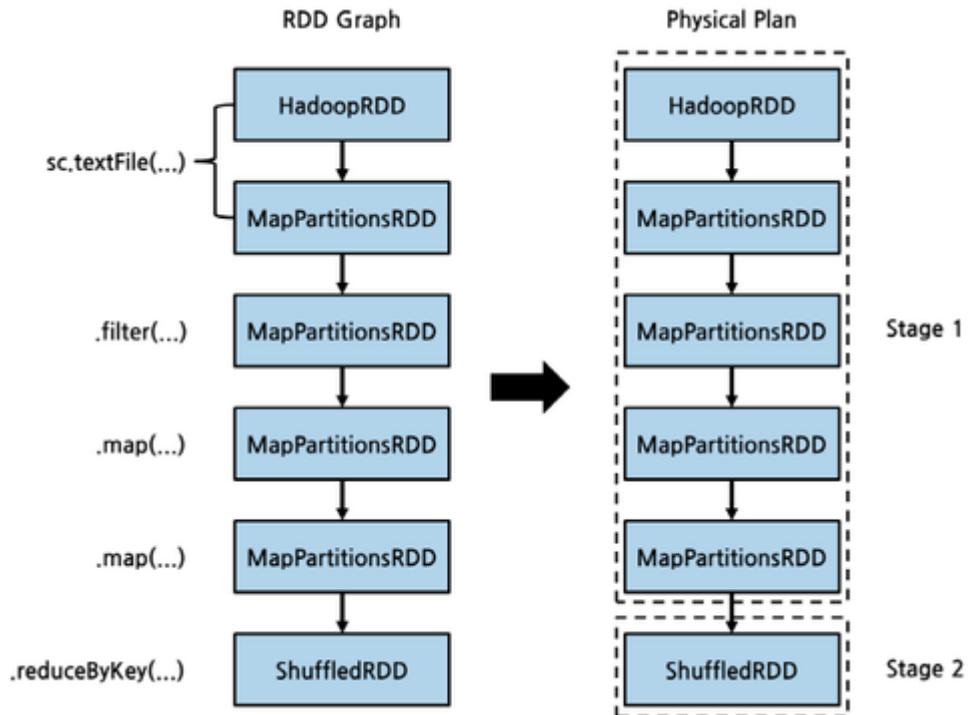 RDD Graph
Physical Plan
HadoopRDD
HadoopRDD
sc.textFile(...)
MapPartitionsRDD
MapPartitionsRDD
.filter(...)
MapPartitionsRDD
MapPartitionsRDD
Stage 1
.map(...)
MapPartitionsRDD
MapPartitionsRDD
.map(...)
MapPartitionsRDD
MapPartitionsRDD
.reduceByKey(...)
ShuffledRDD
ShuffledRDD
Stage 2